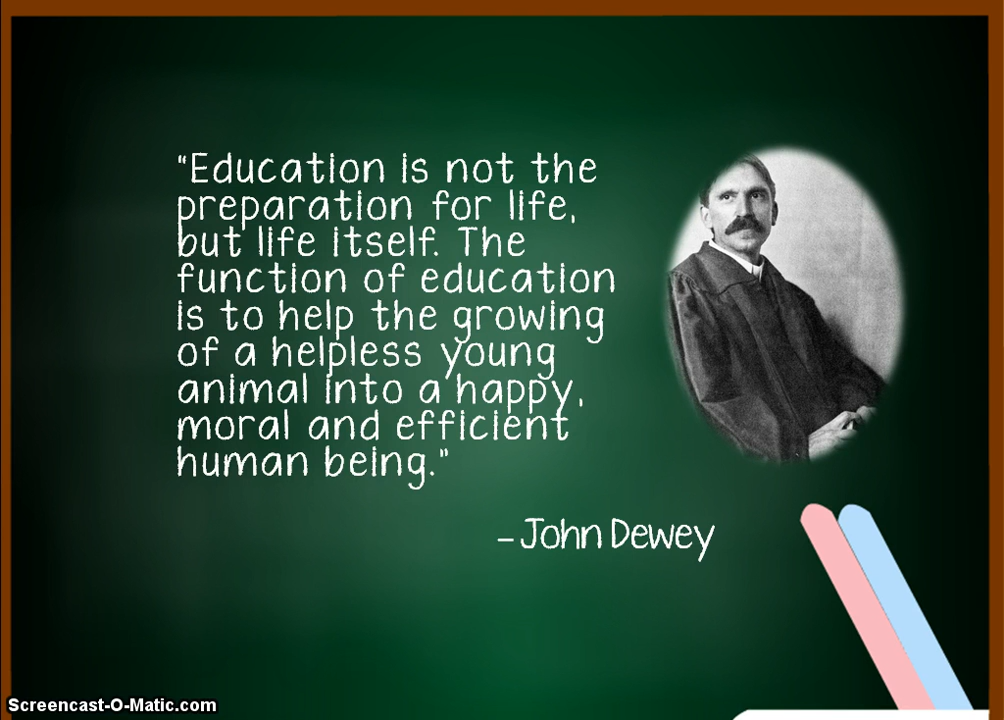 "Education is not the
preparation for life,
but life itself. The
function of education
is to help the growing
of a helpless young
animal into a happy,
moral and efficient
human being."
-John Dewey
Screencast-O-Matic.com